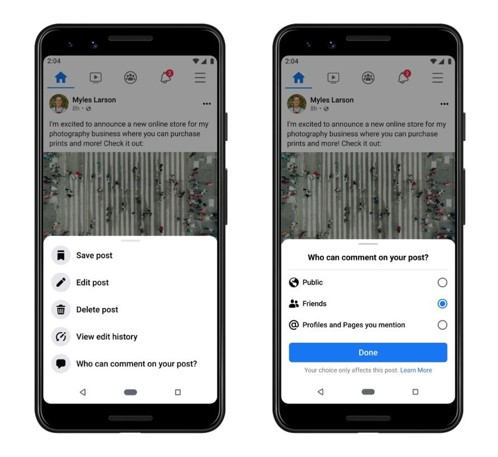 2:04
2
Myles Larson
8h •
I'm excited to announce a new online store for my
photography business where you can purchase
prints and more! Check it out:
Save post
Edit post
Delete post
View edit history
Who can comment on your post?
2:04
2
Myles Larson
8h •
I'm excited to announce a new online store for my
photography business where you can purchase
prints and more! Check it out:
Who can comment on your post?
Public
Friends
@ Profiles and Pages you mention
Done
Your choice only affects this post. Learn More